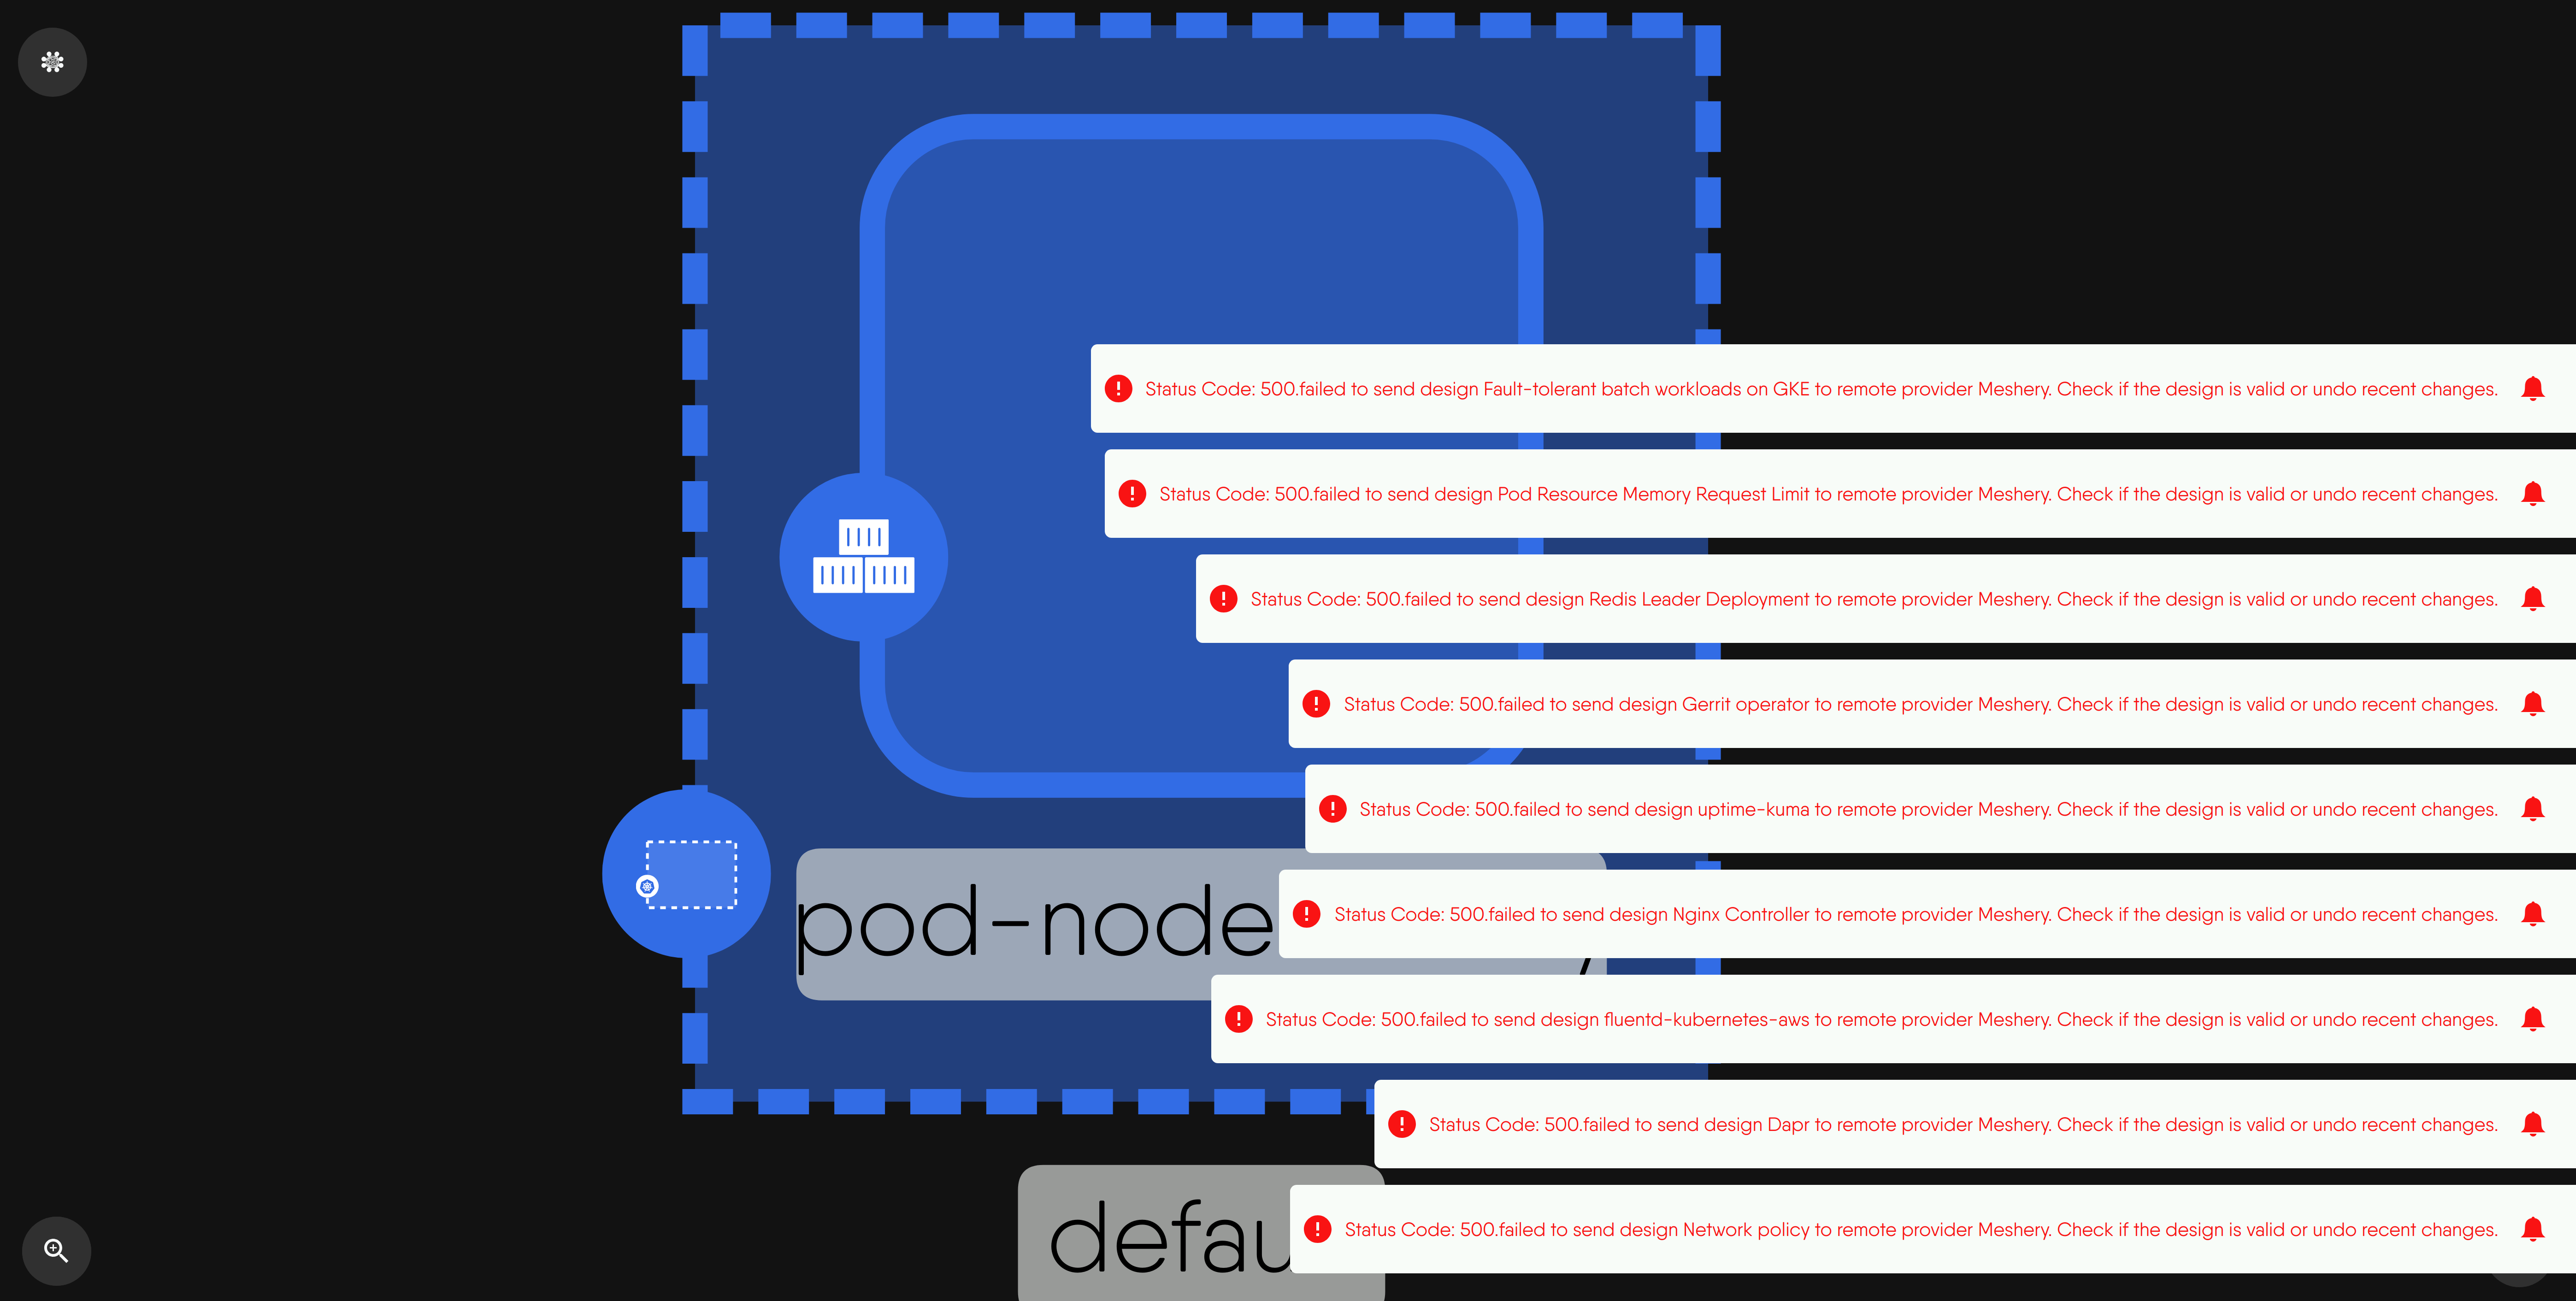 Status Code: 500.failed to send design Fault-tolerant batch workloads on GKE to remote provider Meshery. Check if the design is valid or undo recent changes.
Status Code: 500.failed to send design Pod Resource Memory Request Limit to remote provider Meshery. Check if the design is valid or undo recent changes.
Status Code: 500.failed to send design Redis Leader Deployment to remote provider Meshery. Check if the design is valid or undo recent changes.
Status Code: 500.failed to send design Gerrit operator to remote provider Meshery. Check if the design is valid or undo recent changes.
Status Code: 500.failed to send design uptime-kuma to remote provider Meshery. Check if the design is valid or undo recent changes.
pod-node
Status Code: 500.failed to send design Nginx Controller to remote provider Meshery. Check if the design is valid or undo recent changes.
Status Code: 500.failed to send design fluentd-kubernetes-aws to remote provider Meshery. Check if the design is valid or undo recent changes.
Status Code: 500.failed to send design Dapr to remote provider Meshery. Check if the design is valid or undo recent changes.
defau
Status Code: 500.failed to send design Network policy to remote provider Meshery. Check if the design is valid or undo recent changes.